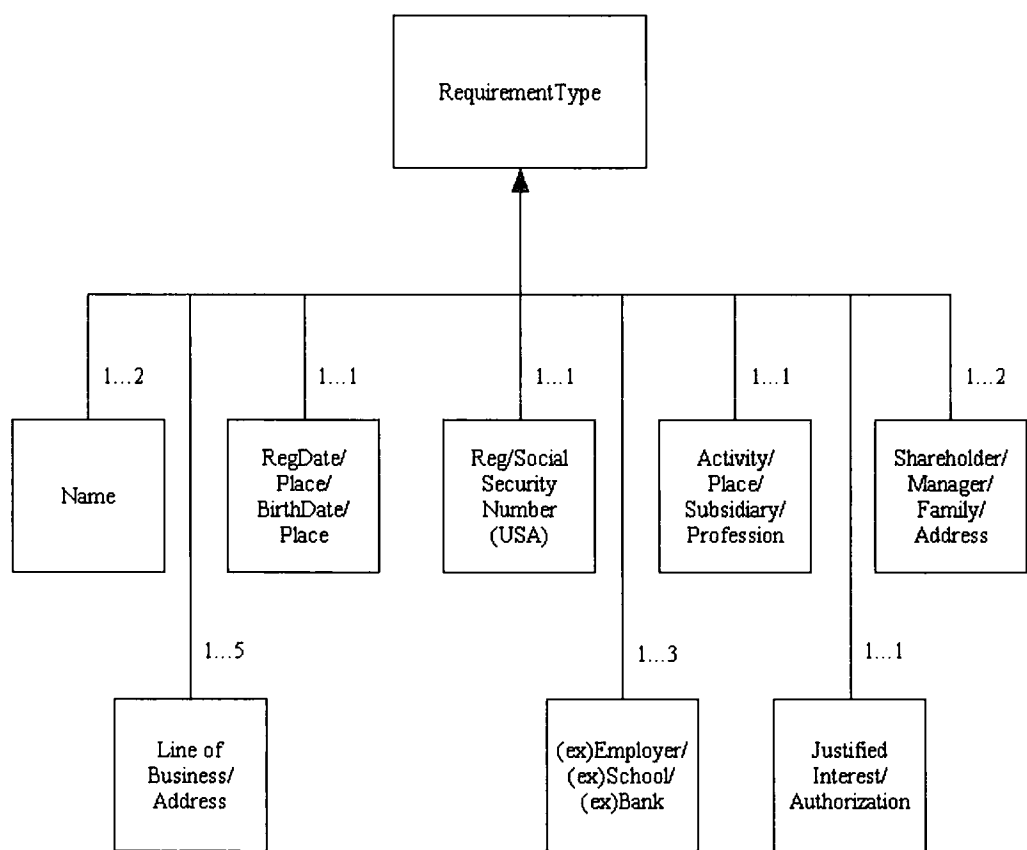 RequirementType
1...2
1...1
1...1
1...1
1...2
Name
RegDate/
Place/
BirthDate/
Place
Reg/Social
Security
Number
(USA)
Activity/
Place/
Subsidiary/
Profession
Shareholder/
Manager/
Family/
Address
1...5
1...3
1...1
Line of
Business/
Address
(ex)Employer/
(ex)School/
(ex)Bank
Justified
Interest/
Authorization